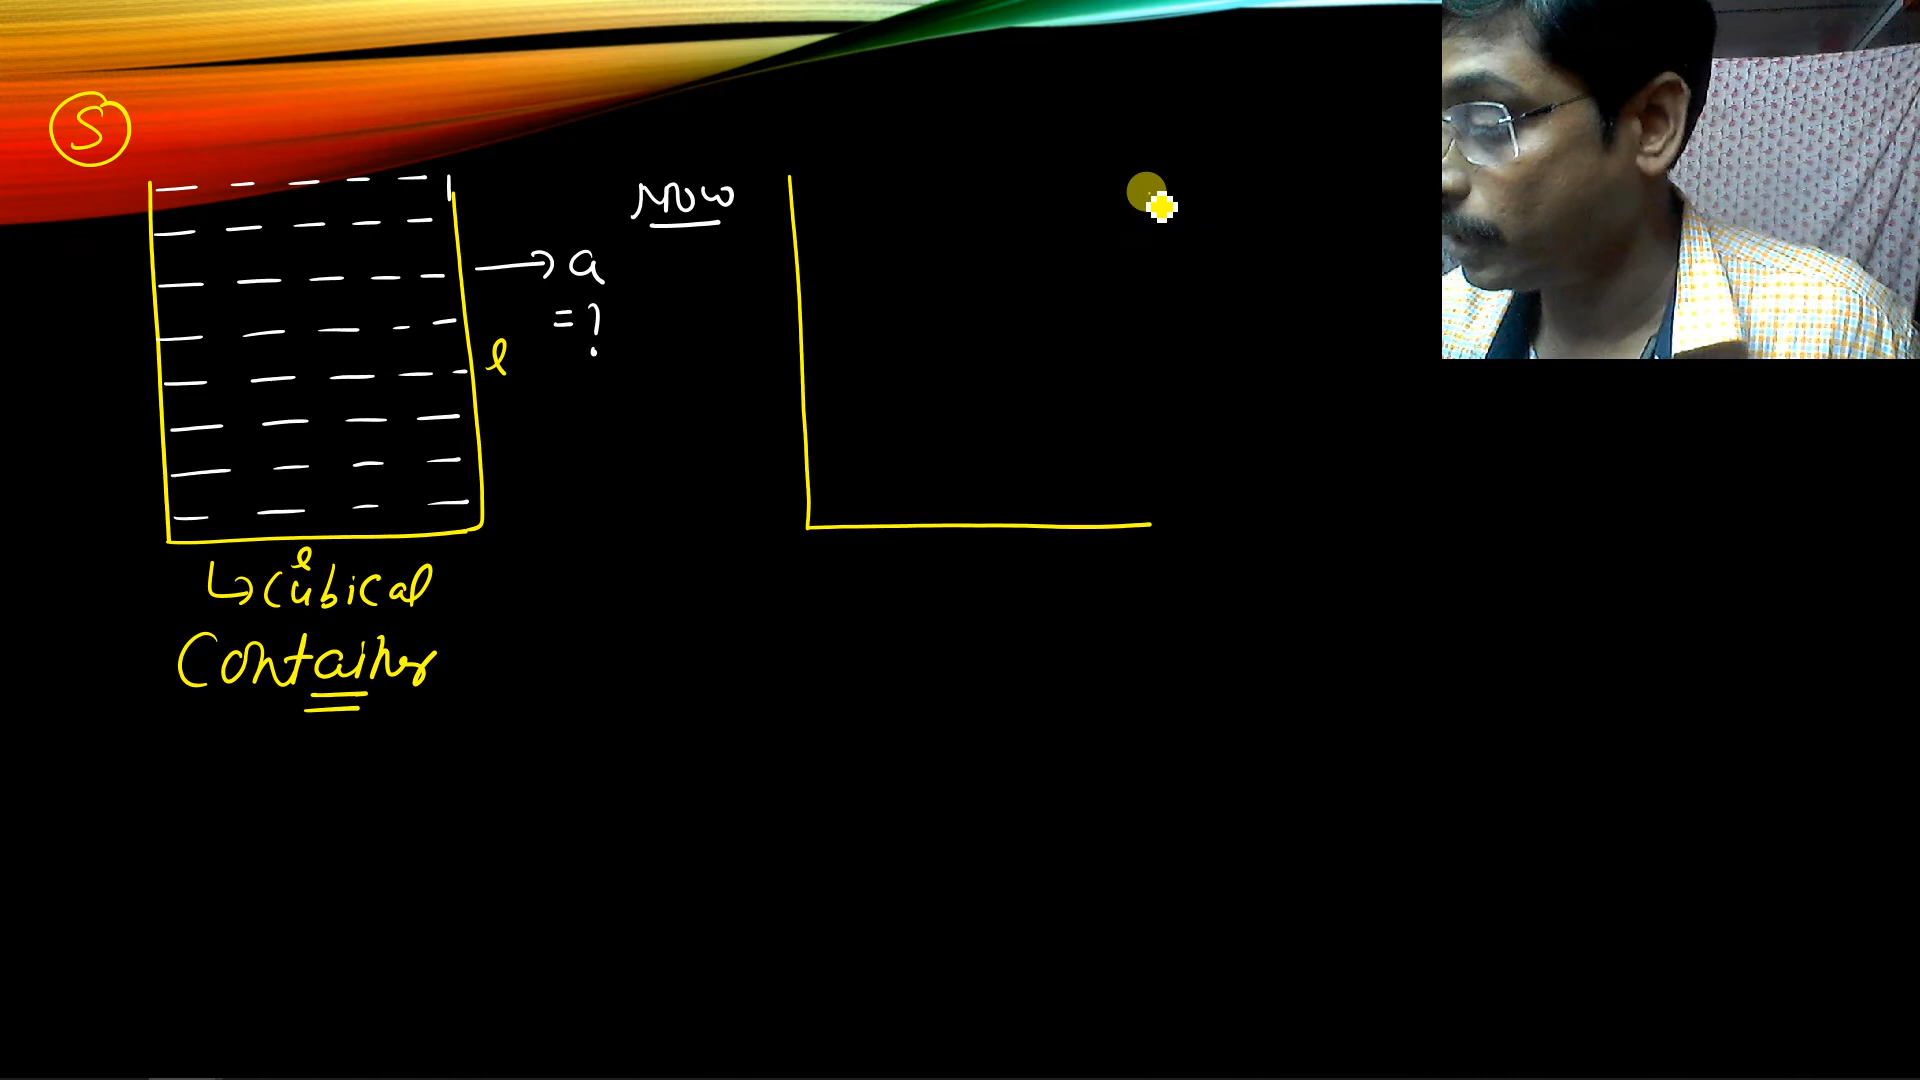 S
Now
→ a
= ?
l
l
↳ Cubical
Container